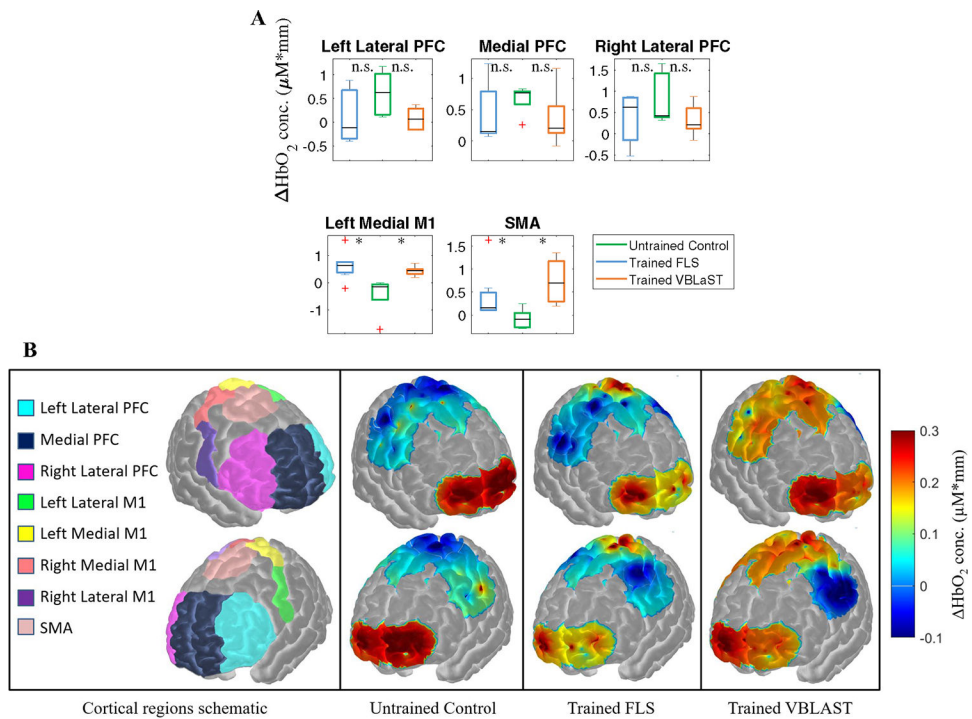 A
ΔHbO2 conc. (μM*mm)
Left Lateral PFC
n.s. n.s.
1
0.5
0
-0.5
Medial PFC
n.s. n.s.
1
0.5
0
Right Lateral PFC
n.s. n.s.
1.5
1
0.5
0
-0.5
Left Medial M1
* *
1
0
-1
SMA
* *
1.5
1
0.5
0
Untrained Control
Trained FLS
Trained VBLaST
B
Left Lateral PFC
Medial PFC
Right Lateral PFC
Left Lateral M1
Left Medial M1
Right Medial M1
Right Lateral M1
SMA
0.3
0.2
0.1
0
-0.1
ΔHbO2 conc. (μM*mm)
Cortical regions schematic
Untrained Control
Trained FLS
Trained VBLAST